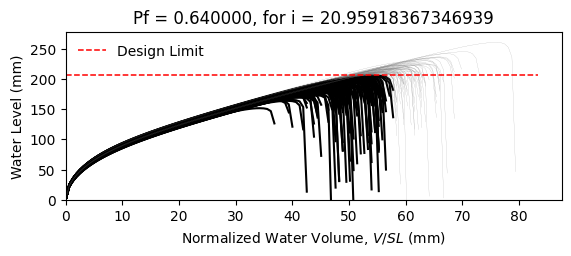 Pf = 0.640000, for i = 20.95918367346939
Design Limit
Water Level (mm)
250
200
150
100
50
0
0 10 20 30 40 50 60 70 80
Normalized Water Volume, V/SL (mm)